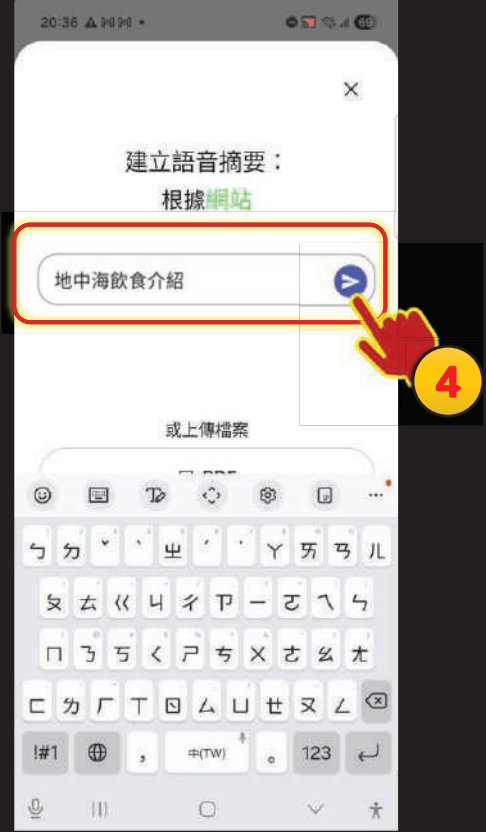 20:36
69
建立語音摘要：
根據網站
地中海飲食介紹
4
或上傳檔案
ㄅ ㄉ ˇ ˋ ㄓ ˊ ˙ ㄚ ㄞ ㄢ ㄦ
ㄆ ㄊ ㄍ ㄐ ㄔ ㄗ ㄧ ㄛ ㄟ ㄣ
ㄇ ㄋ ㄎ ㄑ ㄕ ㄘ ㄨ ㄜ ㄠ ㄤ
ㄈ ㄌ ㄏ ㄒ ㄖ ㄙ ㄩ ㄝ ㄡ ㄥ
!#1 , 中(TW) 。 123